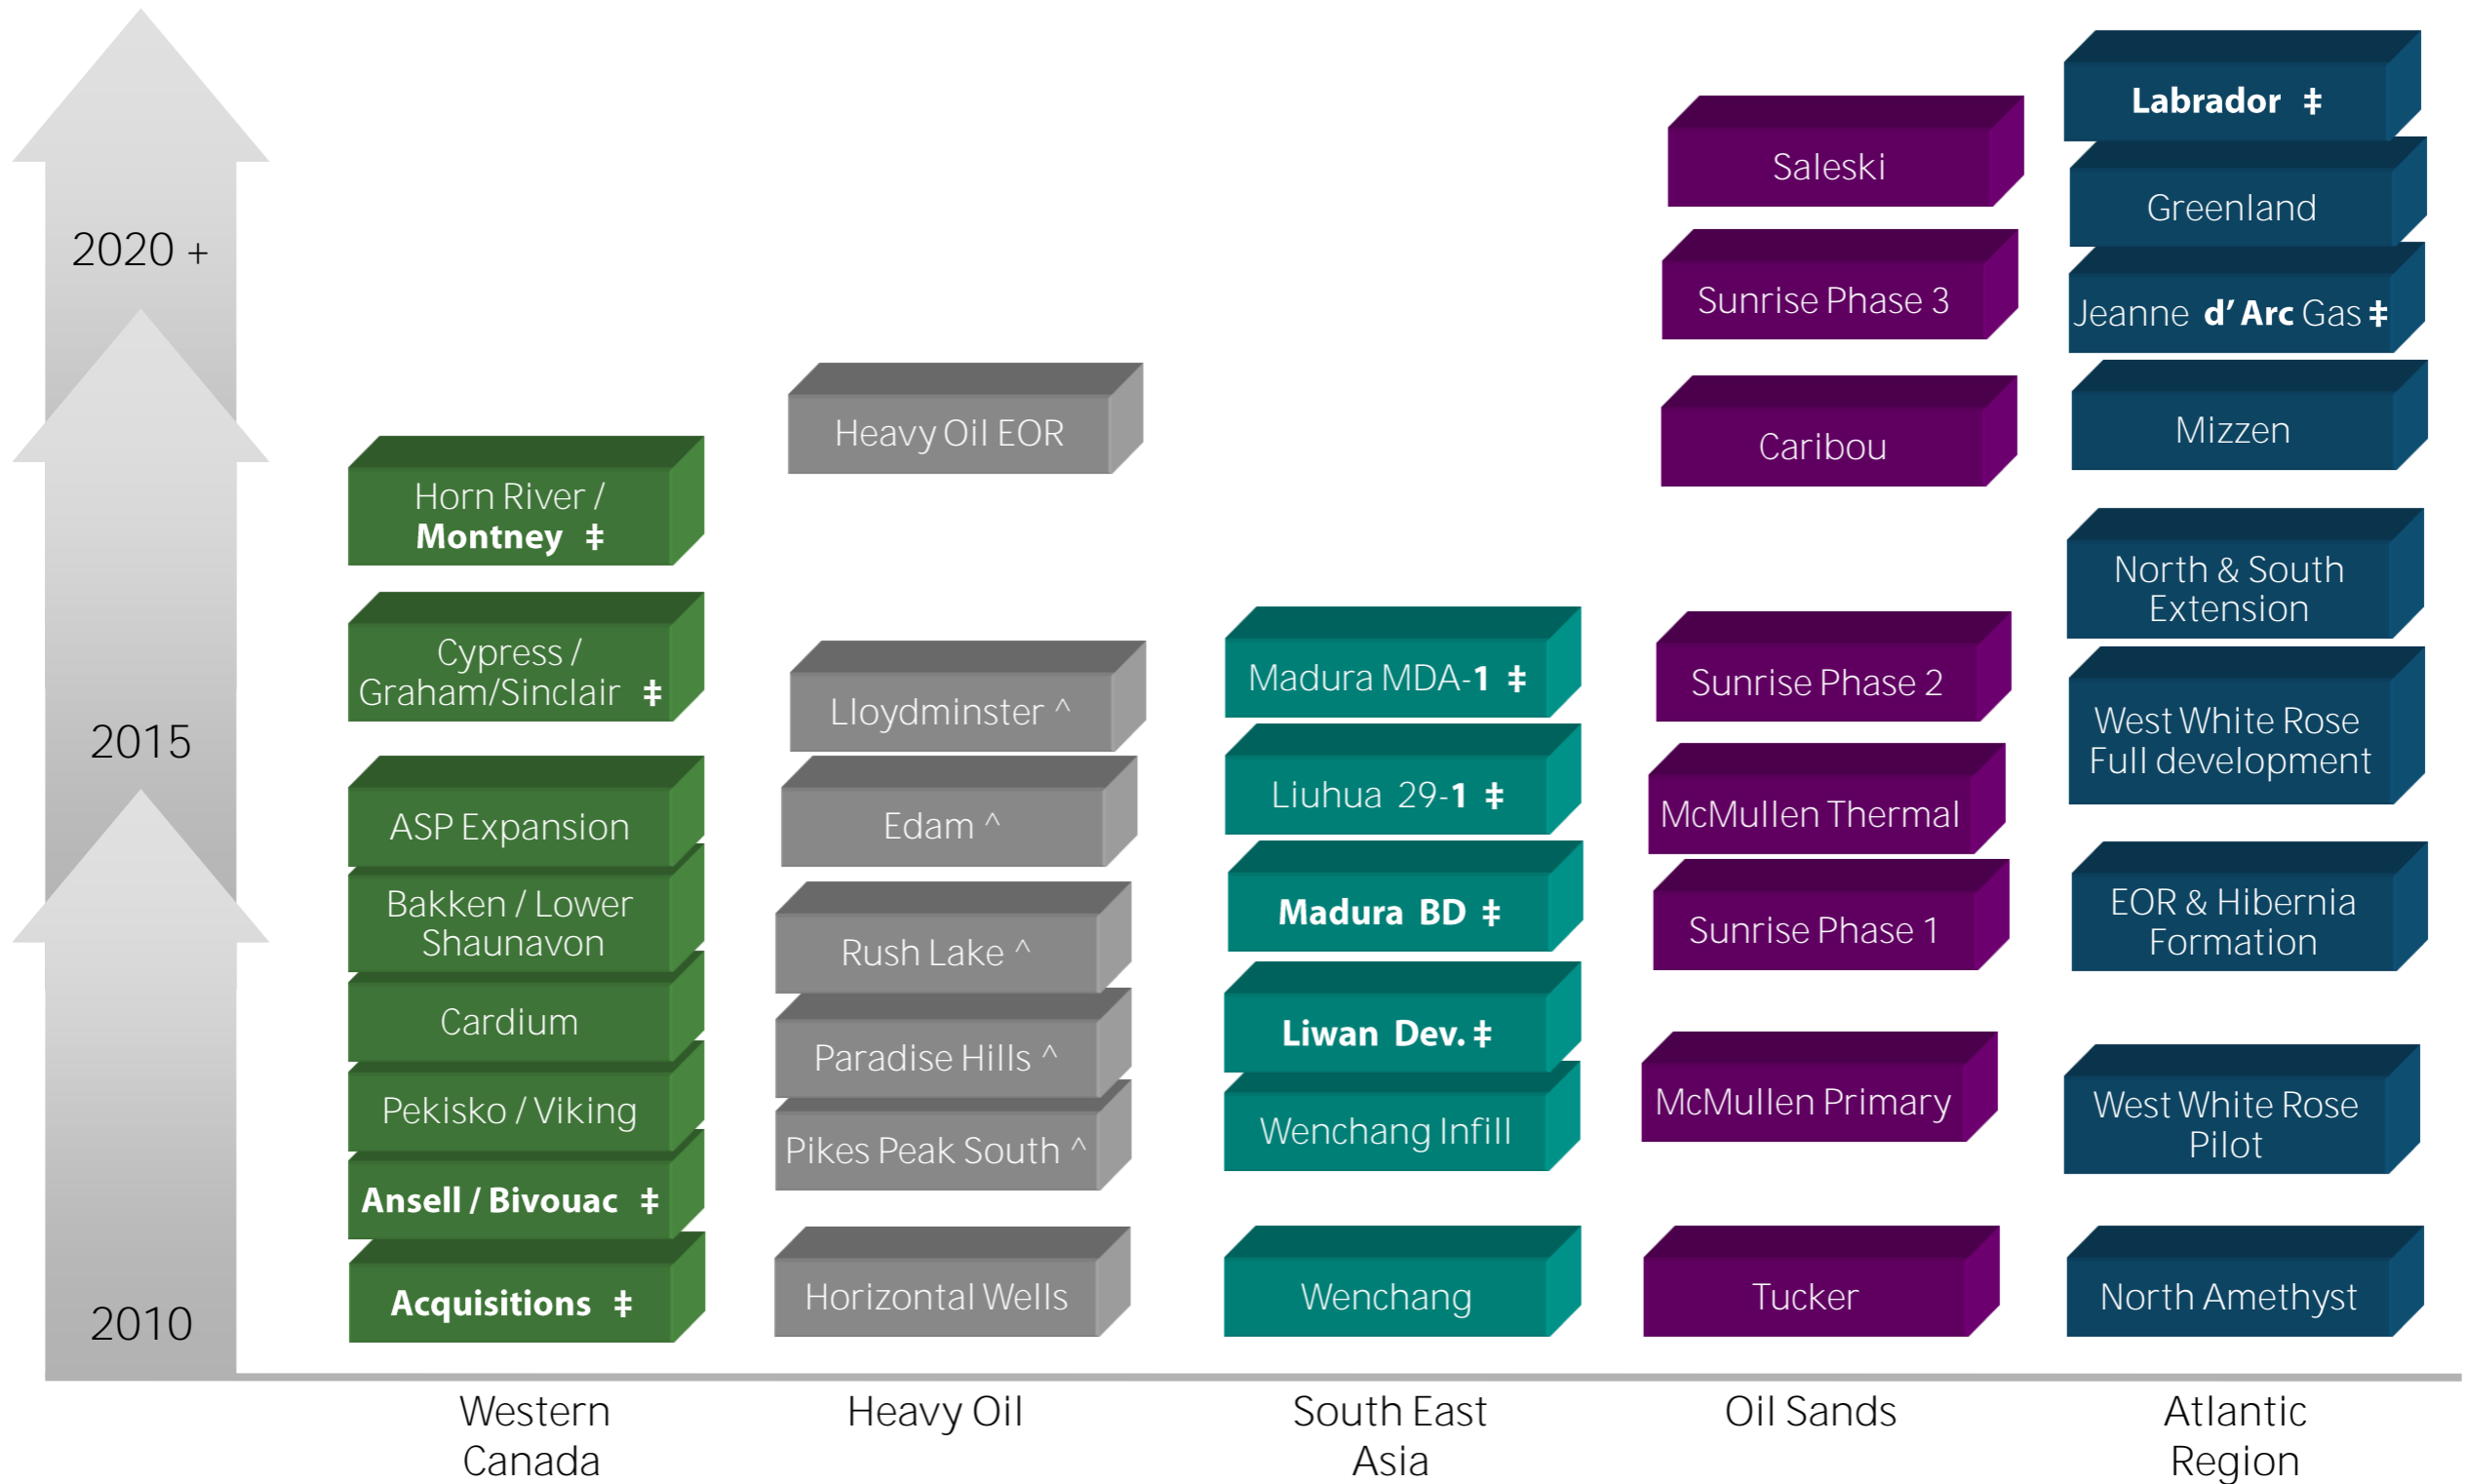 2020 +
2015
2010
Horn River /
Montney ‡
Cypress /
Graham/Sinclair ‡
ASP Expansion
Bakken / Lower
Shaunavon
Cardium
Pekisko / Viking
Ansell / Bivouac ‡
Acquisitions ‡
Western
Canada
Heavy Oil EOR
Lloydminster ^
Edam ^
Rush Lake ^
Paradise Hills ^
Pikes Peak South ^
Horizontal Wells
Heavy Oil
Madura MDA-1 ‡
Liuhua 29-1 ‡
Madura BD ‡
Liwan Dev. ‡
Wenchang Infill
Wenchang
South East
Asia
Saleski
Sunrise Phase 3
Caribou
Sunrise Phase 2
McMullen Thermal
Sunrise Phase 1
McMullen Primary
Tucker
Oil Sands
Labrador ‡
Greenland
Jeanne d’ Arc Gas ‡
Mizzen
North & South
Extension
West White Rose
Full development
EOR & Hibernia
Formation
West White Rose
Pilot
North Amethyst
Atlantic
Region